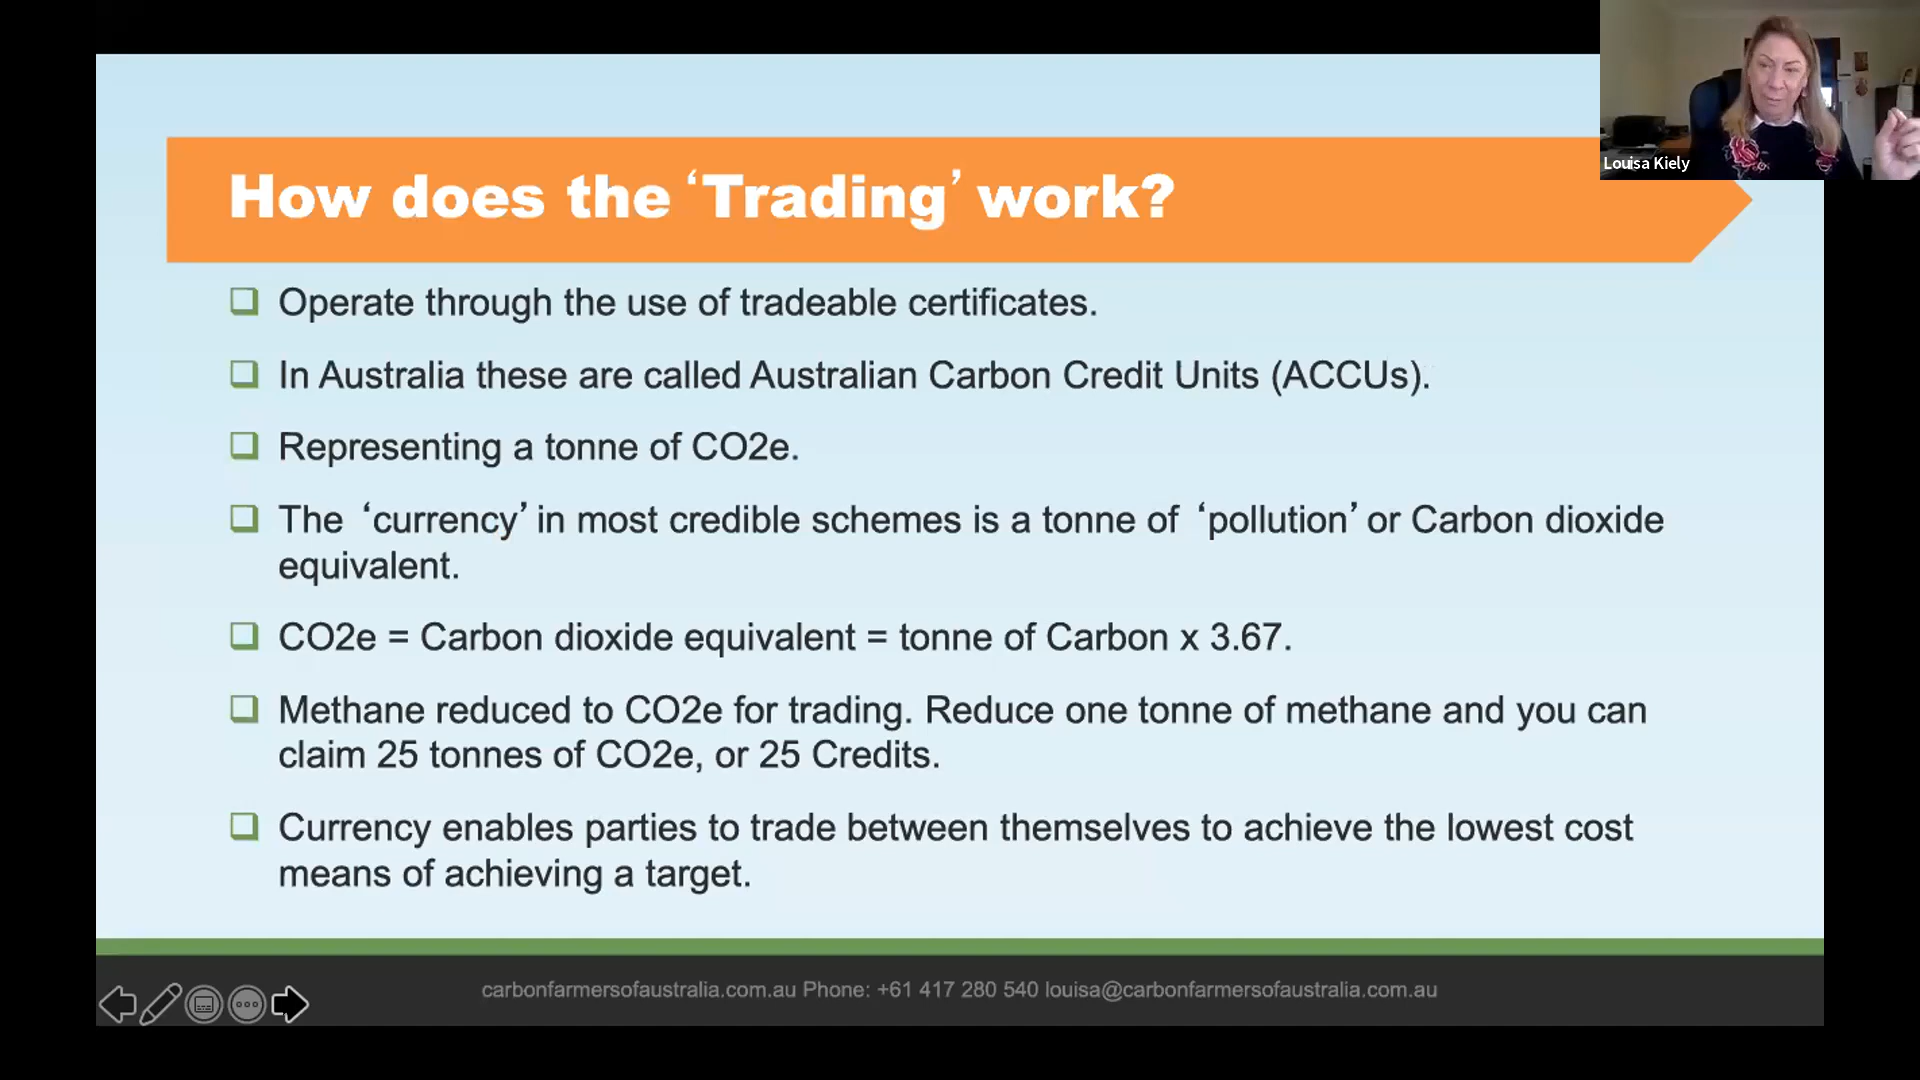 Louisa Kiely
How does the ‘Trading’ work?
Operate through the use of tradeable certificates.
In Australia these are called Australian Carbon Credit Units (ACCUs).
Representing a tonne of CO2e.
The ‘currency’ in most credible schemes is a tonne of ‘pollution’ or Carbon dioxide
equivalent.
CO2e = Carbon dioxide equivalent = tonne of Carbon x 3.67.
Methane reduced to CO2e for trading. Reduce one tonne of methane and you can
claim 25 tonnes of CO2e, or 25 Credits.
Currency enables parties to trade between themselves to achieve the lowest cost
means of achieving a target.
carbonfarmersofaustralia.com.au Phone: +61 417 280 540 louisa@carbonfarmersofaustralia.com.au